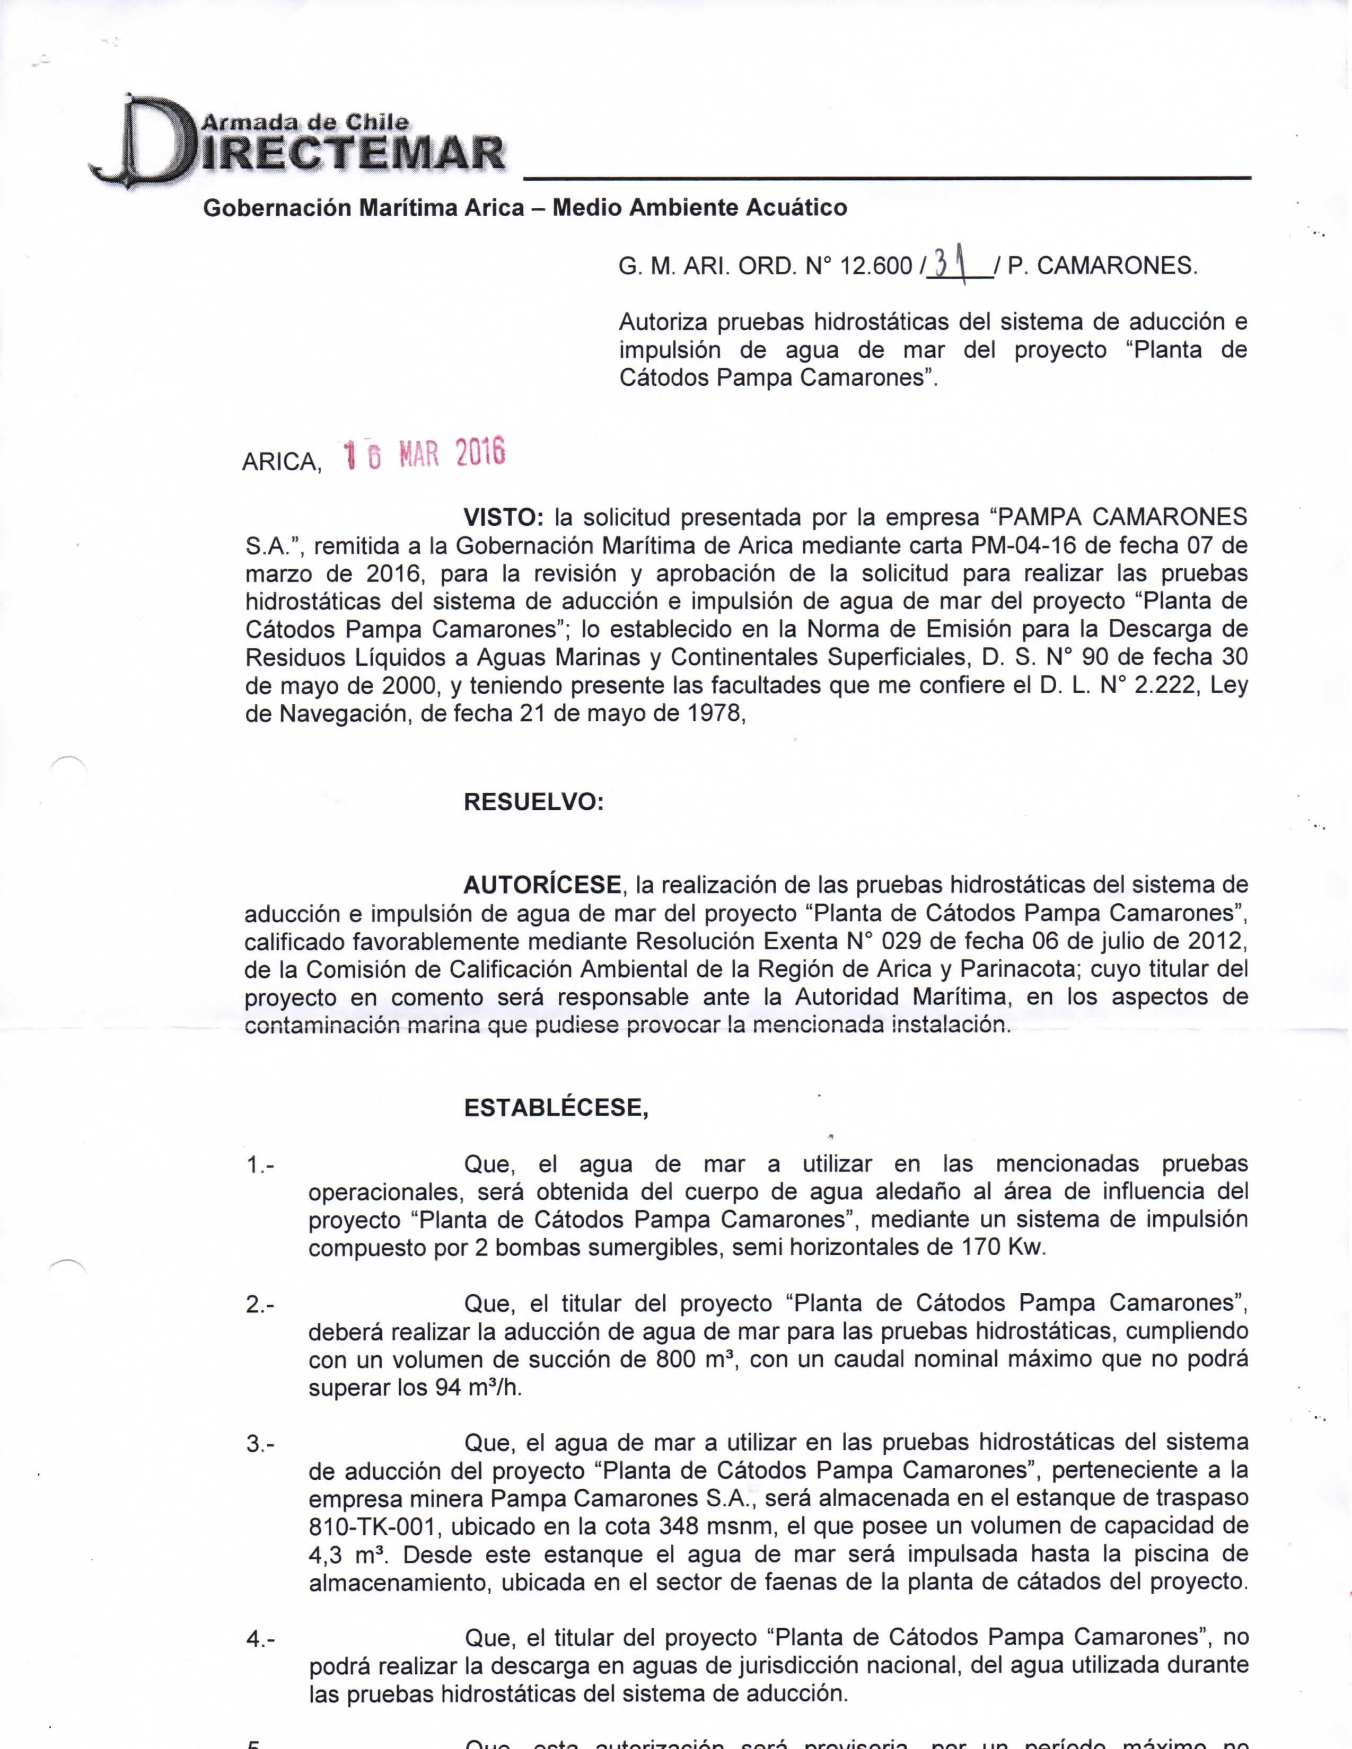 Armada de Chile
DIRECTEMAR
Gobernación Marítima Arica – Medio Ambiente Acuático
G. M. ARI. ORD. N° 12.600 / 31 / P. CAMARONES.
Autoriza pruebas hidrostáticas del sistema de aducción e
impulsión de agua de mar del proyecto “Planta de
Cátodos Pampa Camarones”.
ARICA, 16 MAR 2016
VISTO: la solicitud presentada por la empresa “PAMPA CAMARONES
S.A.”, remitida a la Gobernación Marítima de Arica mediante carta PM-04-16 de fecha 07 de
marzo de 2016, para la revisión y aprobación de la solicitud para realizar las pruebas
hidrostáticas del sistema de aducción e impulsión de agua de mar del proyecto “Planta de
Cátodos Pampa Camarones”; lo establecido en la Norma de Emisión para la Descarga de
Residuos Líquidos a Aguas Marinas y Continentales Superficiales, D. S. N° 90 de fecha 30
de mayo de 2000, y teniendo presente las facultades que me confiere el D. L. N° 2.222, Ley
de Navegación, de fecha 21 de mayo de 1978,
RESUELVO:
AUTORÍCESE, la realización de las pruebas hidrostáticas del sistema de
aducción e impulsión de agua de mar del proyecto “Planta de Cátodos Pampa Camarones”,
calificado favorablemente mediante Resolución Exenta N° 029 de fecha 06 de julio de 2012,
de la Comisión de Calificación Ambiental de la Región de Arica y Parinacota; cuyo titular del
proyecto en comento será responsable ante la Autoridad Marítima, en los aspectos de
contaminación marina que pudiese provocar la mencionada instalación.
ESTABLÉCESE,
1.- Que, el agua de mar a utilizar en las mencionadas pruebas
operacionales, será obtenida del cuerpo de agua aledaño al área de influencia del
proyecto “Planta de Cátodos Pampa Camarones”, mediante un sistema de impulsión
compuesto por 2 bombas sumergibles, semi horizontales de 170 Kw.
2.- Que, el titular del proyecto “Planta de Cátodos Pampa Camarones”,
deberá realizar la aducción de agua de mar para las pruebas hidrostáticas, cumpliendo
con un volumen de succión de 800 m³, con un caudal nominal máximo que no podrá
superar los 94 m³/h.
3.- Que, el agua de mar a utilizar en las pruebas hidrostáticas del sistema
de aducción del proyecto “Planta de Cátodos Pampa Camarones”, perteneciente a la
empresa minera Pampa Camarones S.A., será almacenada en el estanque de traspaso
810-TK-001, ubicado en la cota 348 msnm, el que posee un volumen de capacidad de
4,3 m³. Desde este estanque el agua de mar será impulsada hasta la piscina de
almacenamiento, ubicada en el sector de faenas de la planta de cátados del proyecto.
4.- Que, el titular del proyecto “Planta de Cátodos Pampa Camarones”, no
podrá realizar la descarga en aguas de jurisdicción nacional, del agua utilizada durante
las pruebas hidrostáticas del sistema de aducción.
5. Que, esta autorización será provisoria, por un período máximo no